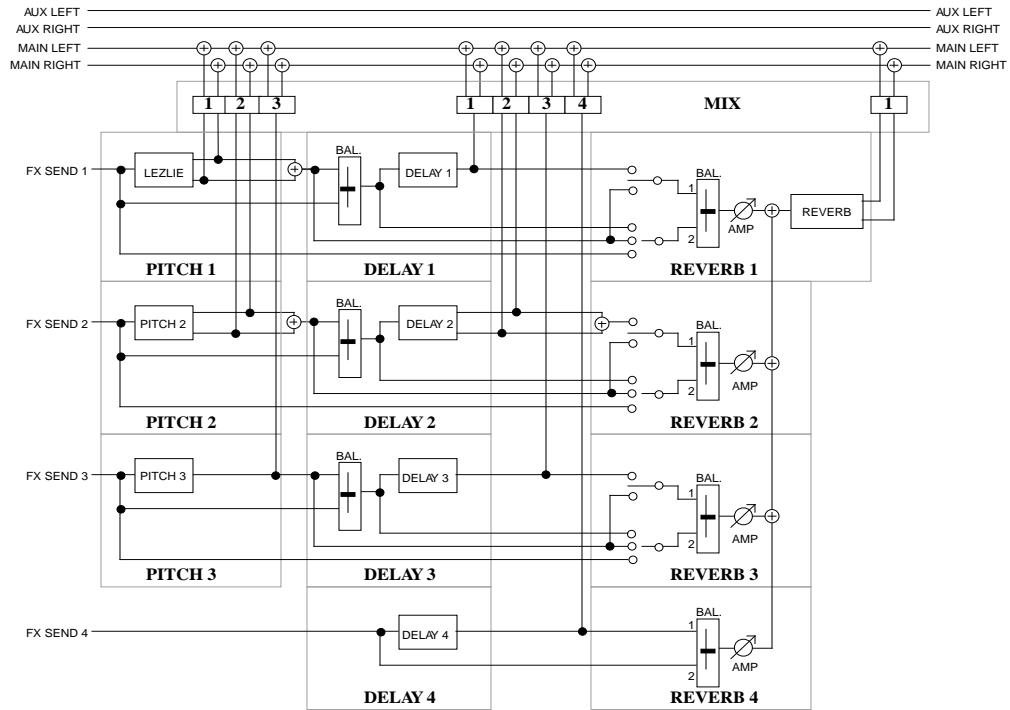 AUX LEFT AUX LEFT
AUX RIGHT AUX RIGHT
MAIN LEFT MAIN LEFT
MAIN RIGHT MAIN RIGHT
1 2 3 1 2 3 4 MIX 1
BAL. BAL.
FX SEND 1 LEZLIE DELAY 1 1 REVERB
AMP
2
PITCH 1 DELAY 1 REVERB 1
BAL. BAL.
FX SEND 2 PITCH 2 DELAY 2 1
AMP
2
PITCH 2 DELAY 2 REVERB 2
BAL. BAL.
FX SEND 3 PITCH 3 DELAY 3 1
AMP
2
PITCH 3 DELAY 3 REVERB 3
BAL.
FX SEND 4 DELAY 4 1
AMP
2
DELAY 4 REVERB 4